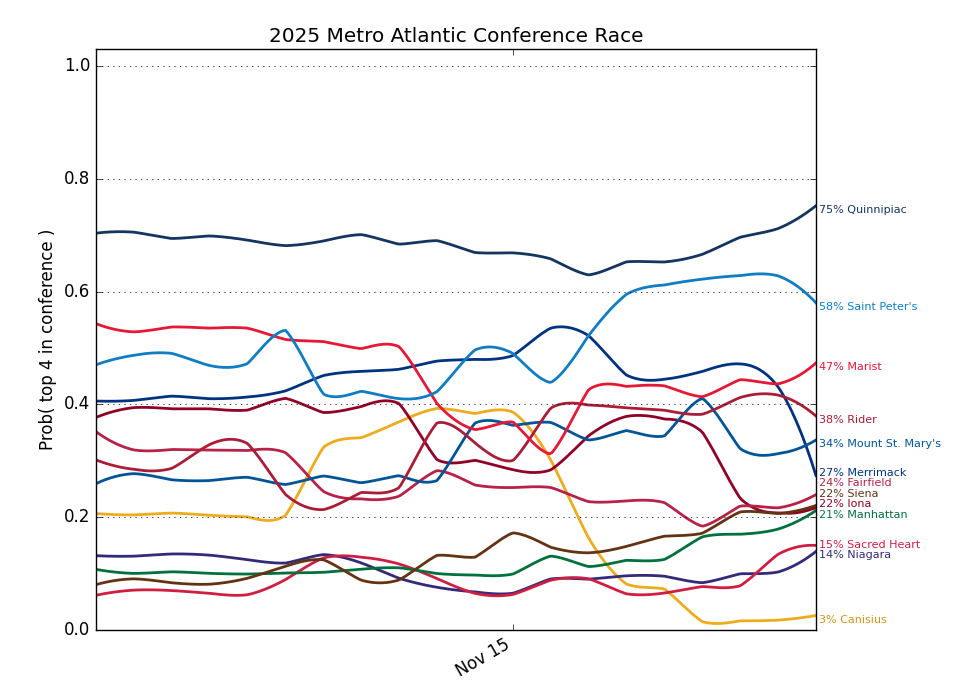 2025 Metro Atlantic Conference Race
Prob( top 4 in conference )
1.0
0.8
0.6
0.4
0.2
0.0
Nov 15
75% Quinnipiac
58% Saint Peter's
47% Marist
38% Rider
34% Mount St. Mary's
27% Merrimack
24% Fairfield
22% Siena
22% Iona
21% Manhattan
15% Sacred Heart
14% Niagara
3% Canisius